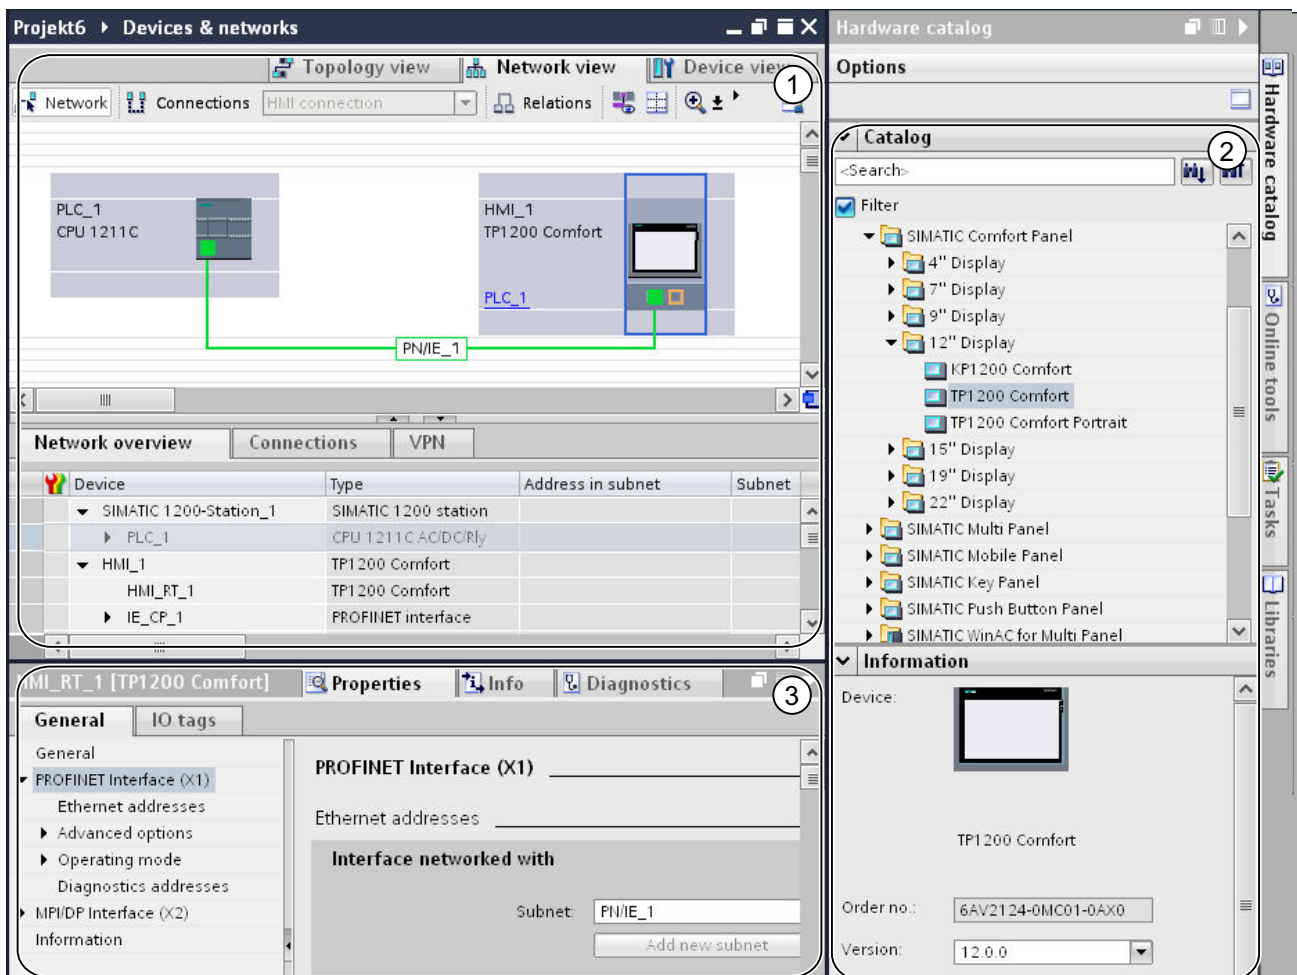 Projekt6 Devices & networks
Topology view Network view Device view
1
Network Connections HMI connection Relations
PLC_1
CPU 1211C
HMI_1
TP1200 Comfort
PLC_1
PN/IE_1
Network overview Connections VPN
Device Type Address in subnet Subnet
SIMATIC 1200-Station_1 SIMATIC 1200 station
PLC_1 CPU 1211C AC/DC/Rly
HMI_1 TP1200 Comfort
HMI_RT_1 TP1200 Comfort
IE_CP_1 PROFINET interface
HMI_RT_1 [TP1200 Comfort] Properties Info Diagnostics
3
General IO tags
General
PROFINET Interface (X1)
Ethernet addresses
Advanced options
Operating mode
Diagnostics addresses
MPI/DP Interface (X2)
Information
PROFINET Interface (X1)
Ethernet addresses
Interface networked with
Subnet: PN/IE_1
Add new subnet
Hardware catalog
Options
Catalog
2
<Search>
Filter
SIMATIC Comfort Panel
4" Display
7" Display
9" Display
12" Display
KP1200 Comfort
TP1200 Comfort
TP1200 Comfort Portrait
15" Display
19" Display
22" Display
SIMATIC Multi Panel
SIMATIC Mobile Panel
SIMATIC Key Panel
SIMATIC Push Button Panel
SIMATIC WinAC for Multi Panel
Information
Device:
TP1200 Comfort
Order no.: 6AV2124-0MC01-0AX0
Version: 12.0.0
Hardware catalog
Online tools
Tasks
Libraries